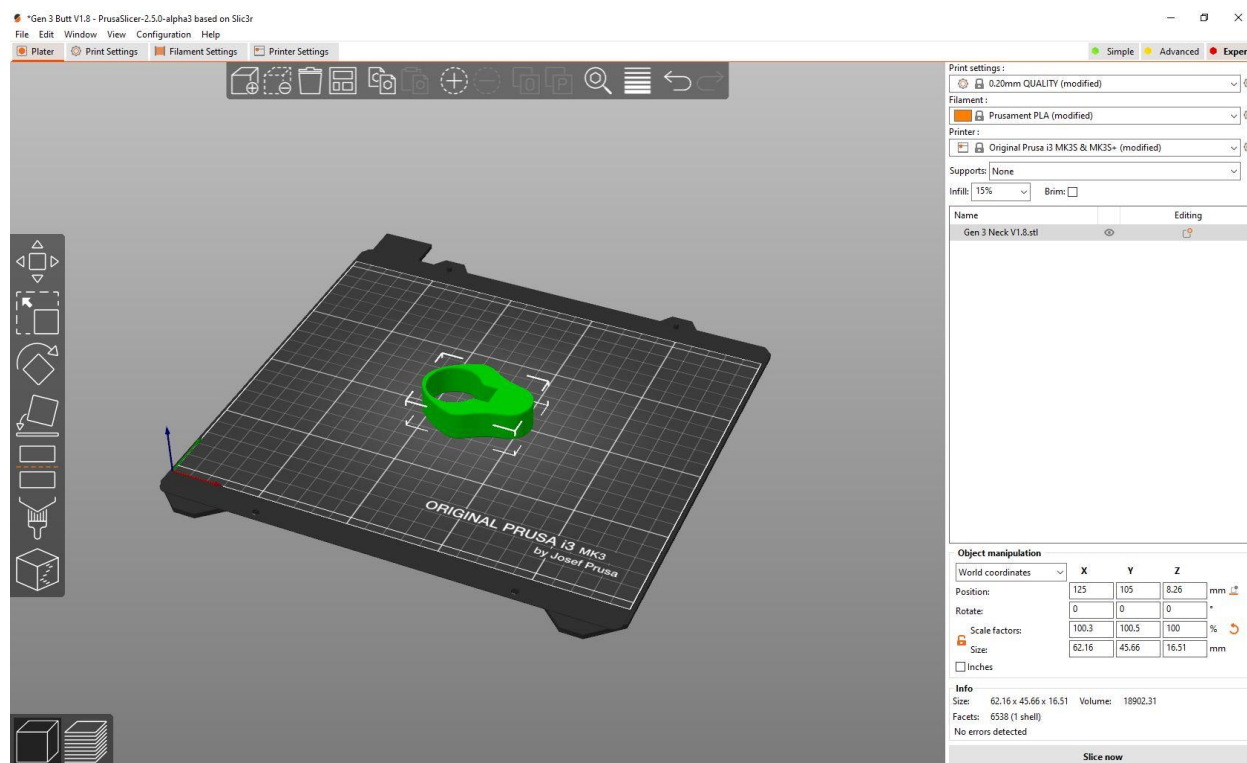 *Gen 3 Butt V1.8 - PrusaSlicer-2.5.0-alpha3 based on Slic3r
File Edit Window View Configuration Help
Plater Print Settings Filament Settings Printer Settings Simple Advanced Exper
Print settings :
0.20mm QUALITY (modified)
Filament :
Prusament PLA (modified)
Printer :
Original Prusa i3 MK3S & MK3S+ (modified)
Supports: None
Infill: 15% Brim:
Name Editing
Gen 3 Neck V1.8.stl
ORIGINAL PRUSA i3 MK3
by Josef Prusa
Object manipulation
World coordinates X Y Z
Position: 125 105 8.26 mm
Rotate: 0 0 0 °
Scale factors: 100.3 100.5 100 %
Size: 62.16 45.66 16.51 mm
Inches
Info
Size: 62.16 x 45.66 x 16.51 Volume: 18902.31
Facets: 6538 (1 shell)
No errors detected
Slice now